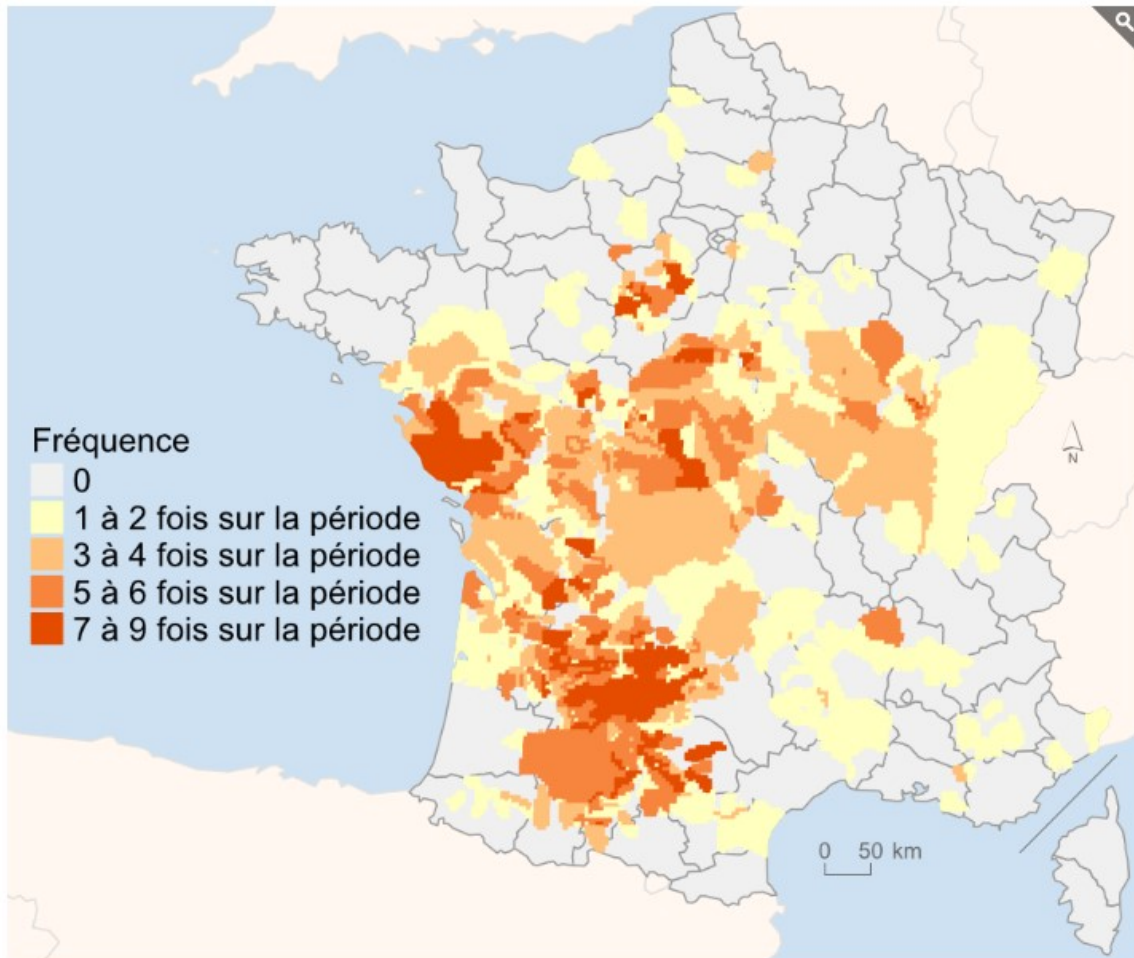 Fréquence
0
1 à 2 fois sur la période
3 à 4 fois sur la période
5 à 6 fois sur la période
7 à 9 fois sur la période
N
0 50 km